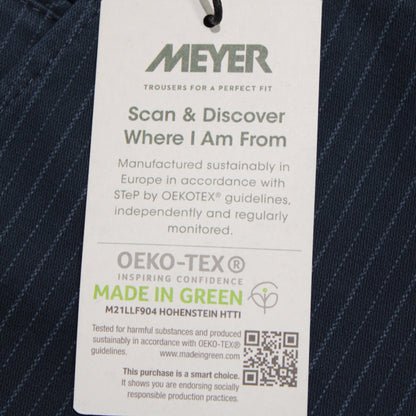 MEYER
TROUSERS FOR A PERFECT FIT
Scan & Discover
Where I Am From
Manufactured sustainably in
Europe in accordance with
STeP by OEKOTEX® guidelines,
independently and regularly
monitored.
OEKO-TEX®
INSPIRING CONFIDENCE
MADE IN GREEN
M21LLF904 HOHENSTEIN HTTI
Tested for harmful substances and produced
sustainably in accordance with OEKO-TEX®
guidelines. www.madeingreen.com
This purchase is a smart choice.
It shows you are endorsing socially
responsible production practices.